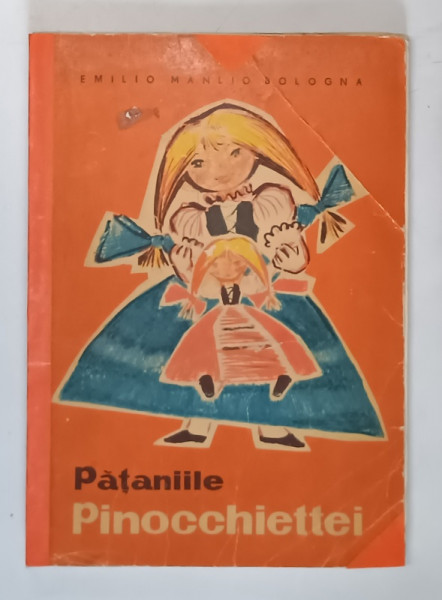 EMILIO MANLIO BOLOGNA
Pățaniile
Pinocchiettei